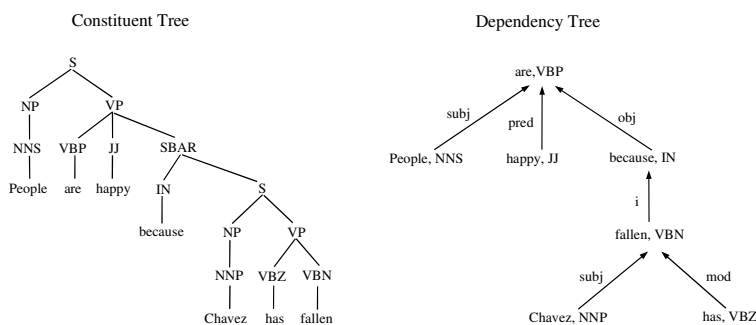 Constituent Tree
Dependency Tree
S
NP VP
NNS VBP JJ SBAR
People are happy IN S
because NP VP
NNP VBZ VBN
Chavez has fallen
are,VBP
subj pred obj
People, NNS happy, JJ because, IN
i
fallen, VBN
subj mod
Chavez, NNP has, VBZ